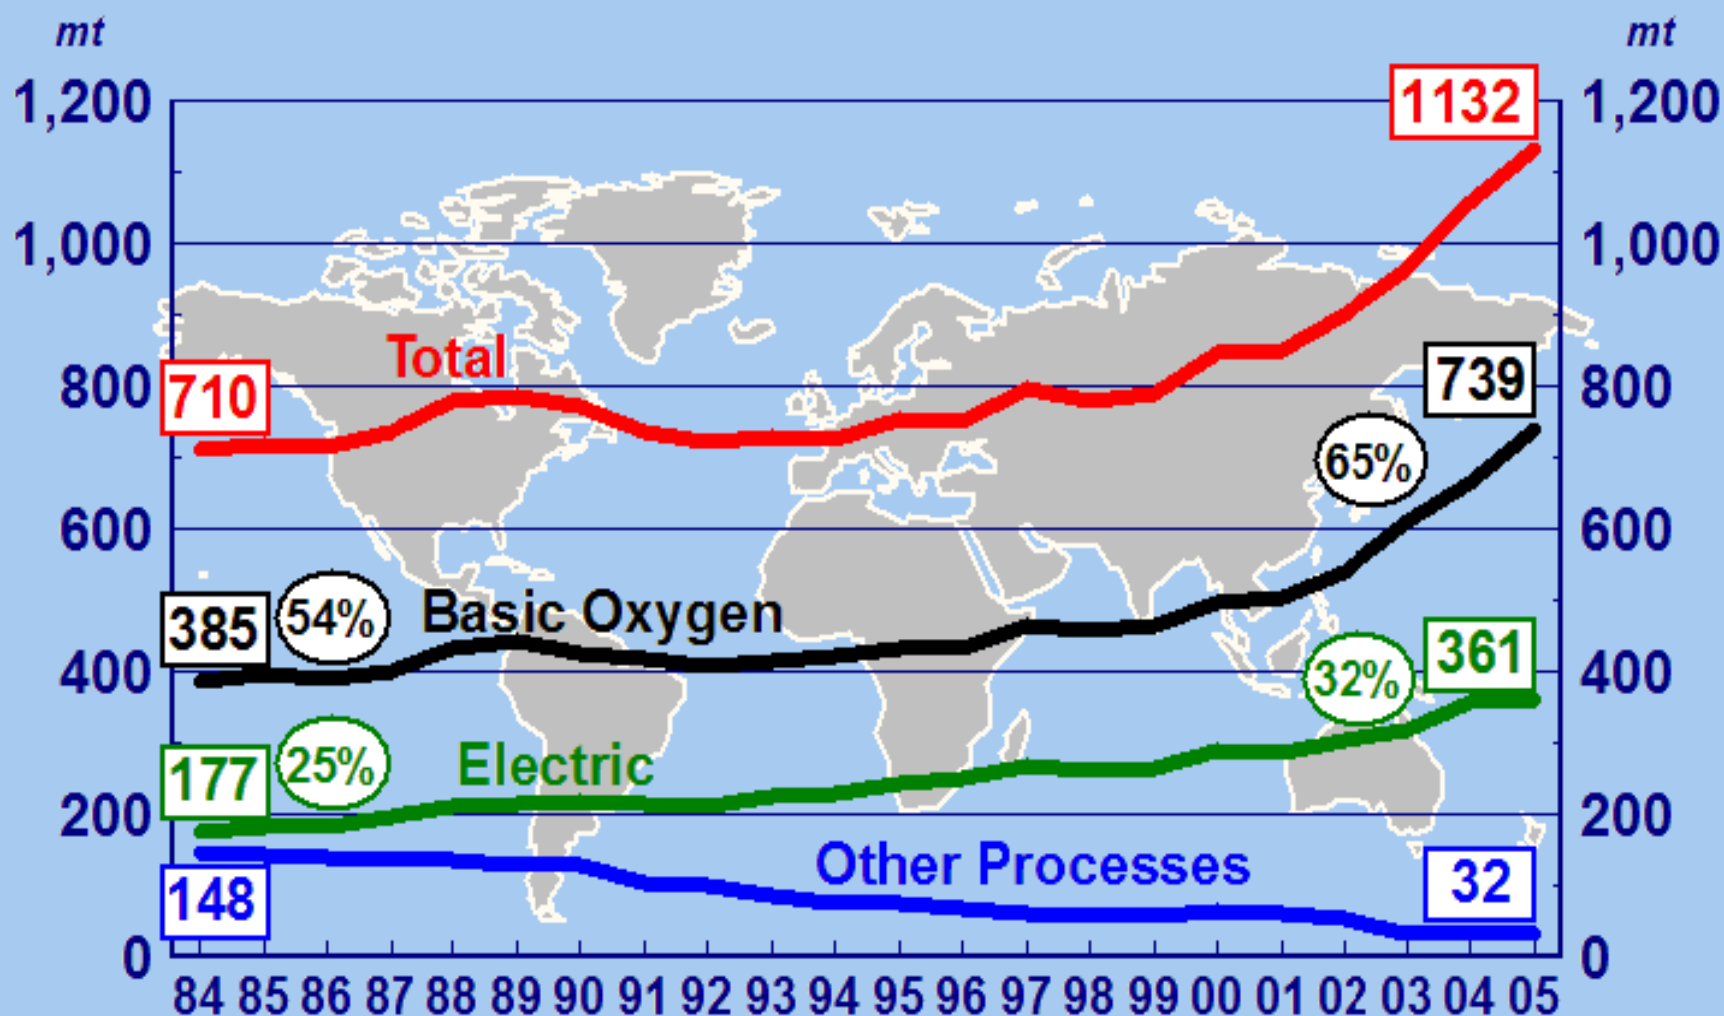 mt mt
1,200 1132 1,200
1,000 1,000
Total
710 800 739 800
65%
600 600
385 54% Basic Oxygen
400 32% 361 400
177 25% Electric
200 200
148 Other Processes 32
0 0
84 85 86 87 88 89 90 91 92 93 94 95 96 97 98 99 00 01 02 03 04 05